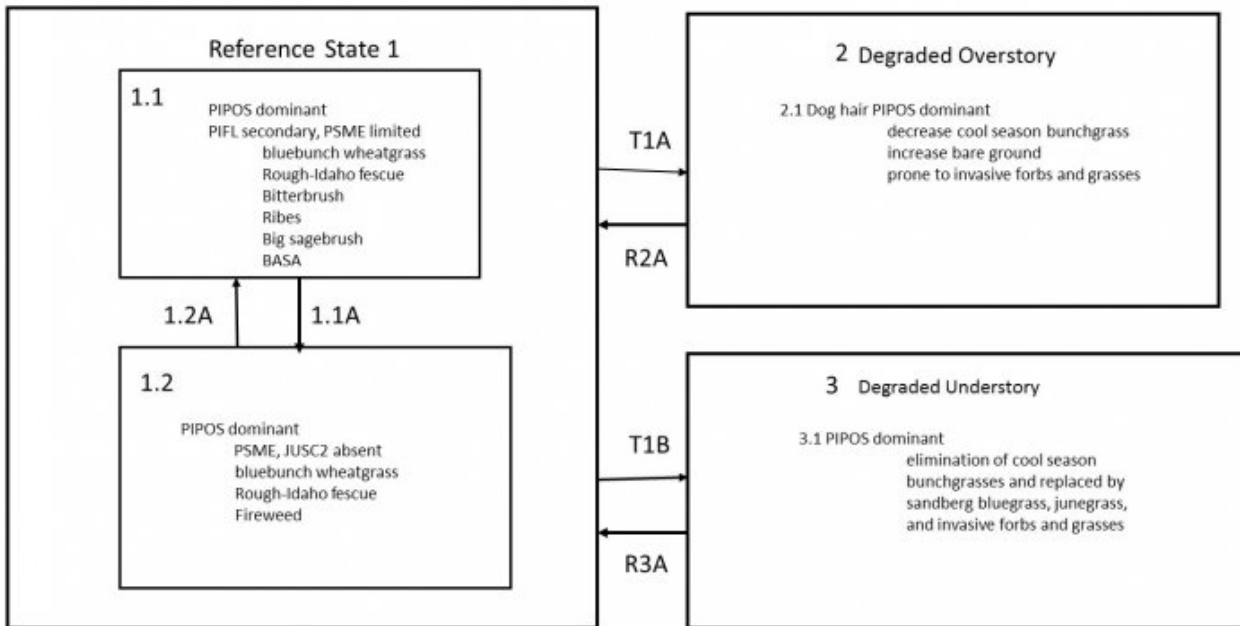 Reference State 1
1.1
PIPOS dominant
PIFL secondary, PSME limited
bluebunch wheatgrass
Rough-Idaho fescue
Bitterbrush
Ribes
Big sagebrush
BASA
1.2A
1.1A
1.2
PIPOS dominant
PSME, JUSC2 absent
bluebunch wheatgrass
Rough-Idaho fescue
Fireweed
T1A
R2A
2 Degraded Overstory
2.1 Dog hair PIPOS dominant
decrease cool season bunchgrass
increase bare ground
prone to invasive forbs and grasses
T1B
R3A
3 Degraded Understory
3.1 PIPOS dominant
elimination of cool season
bunchgrasses and replaced by
sandberg bluegrass, junegrass,
and invasive forbs and grasses